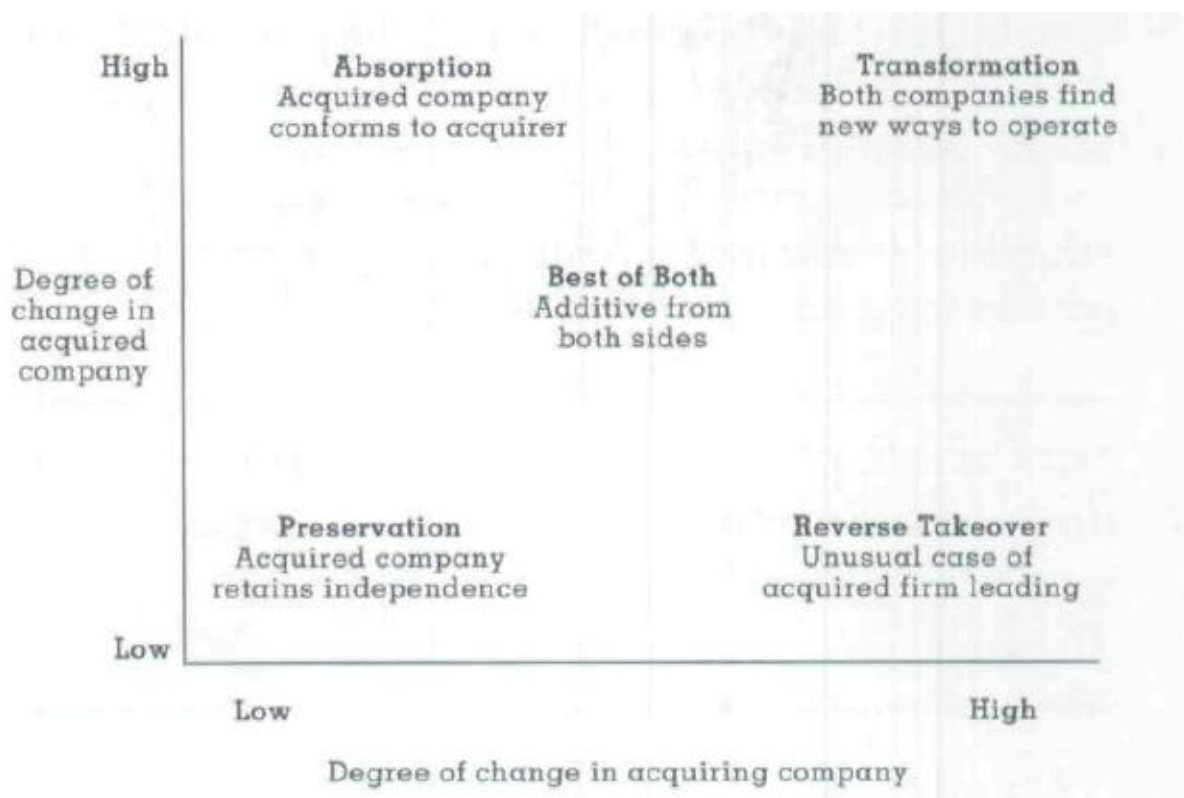 High
Absorption
Acquired company
conforms to acquirer
Transformation
Both companies find
new ways to operate
Degree of
change in
acquired
company
Best of Both
Additive from
both sides
Preservation
Acquired company
retains independence
Reverse Takeover
Unusual case of
acquired firm leading
Low
Low
High
Degree of change in acquiring company